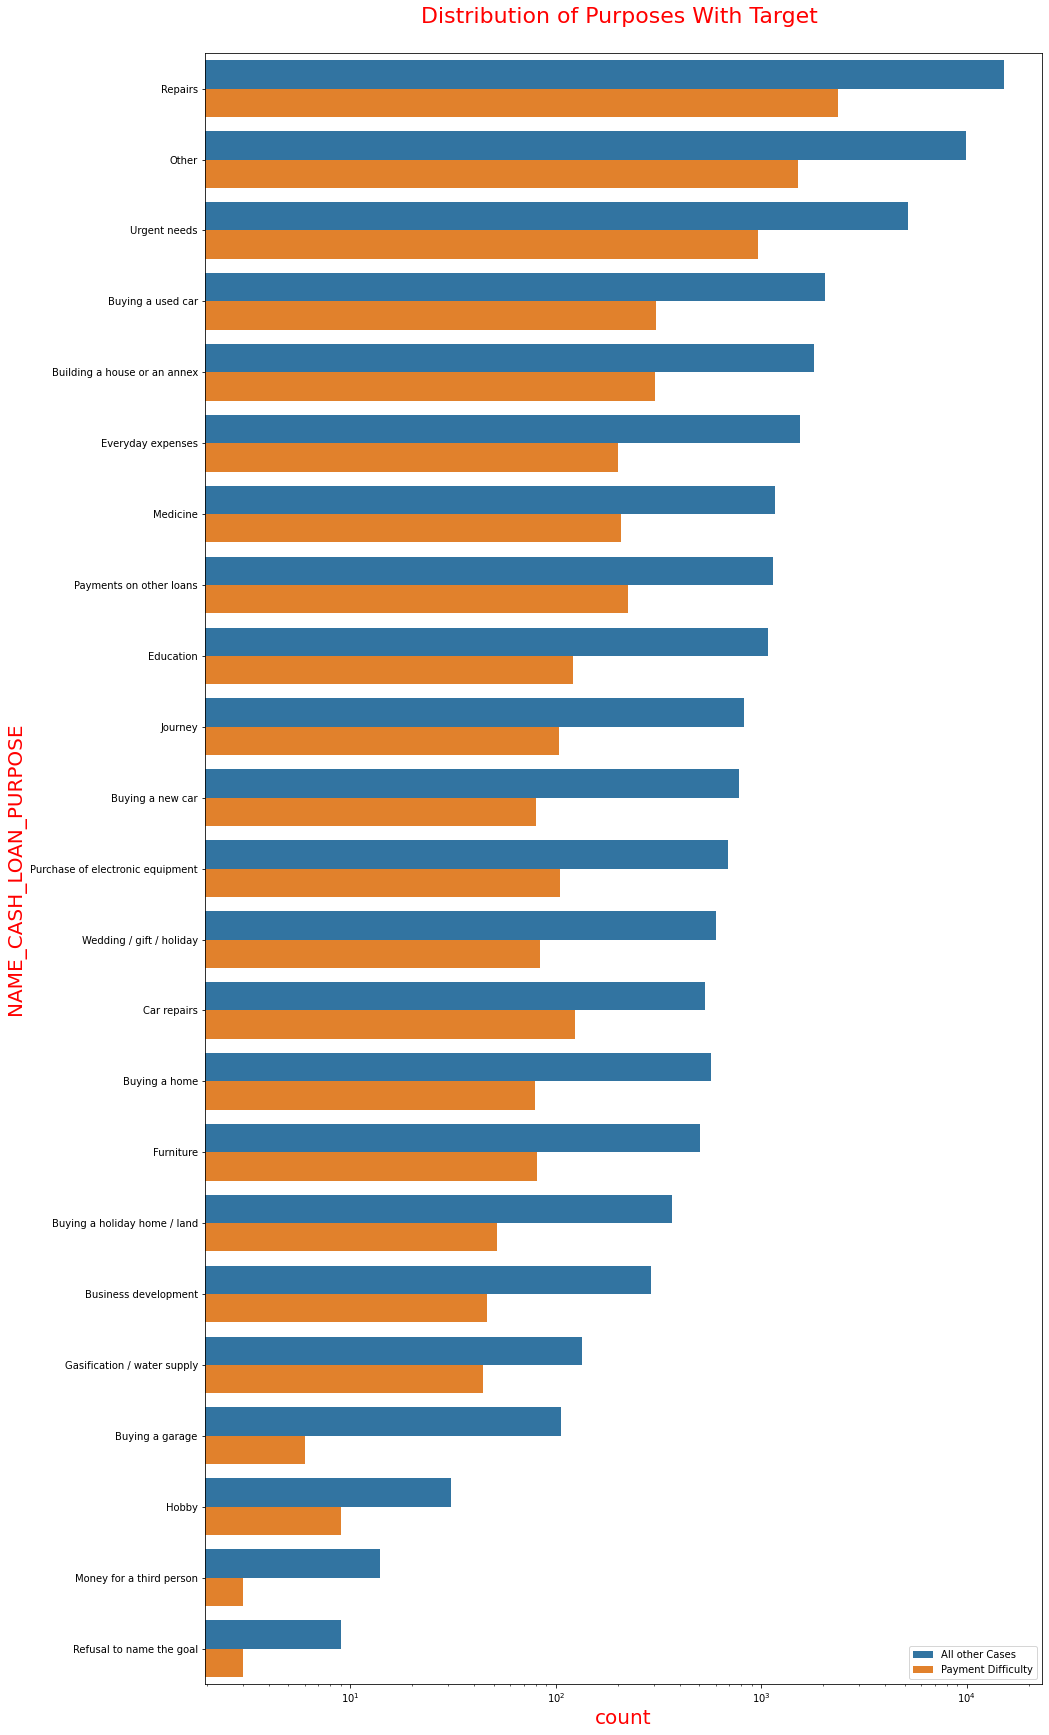 Distribution of Purposes With Target
NAME_CASH_LOAN_PURPOSE
Repairs
Other
Urgent needs
Buying a used car
Building a house or an annex
Everyday expenses
Medicine
Payments on other loans
Education
Journey
Buying a new car
Purchase of electronic equipment
Wedding / gift / holiday
Car repairs
Buying a home
Furniture
Buying a holiday home / land
Business development
Gasification / water supply
Buying a garage
Hobby
Money for a third person
Refusal to name the goal
All other Cases
Payment Difficulty
10¹ 10² 10³ 10⁴
count